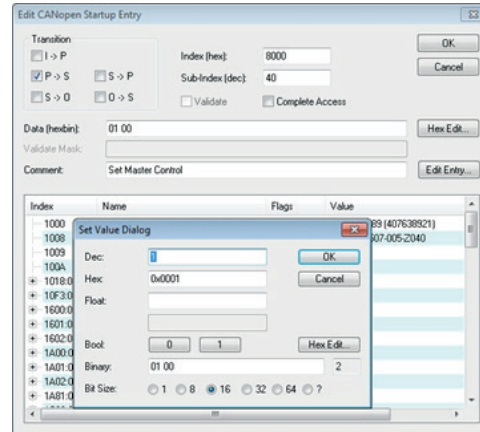 Edit CANopen Startup Entry
Transition
I -> P
P -> S
S -> P
S -> O
O -> S
Index (hex): 8000
Sub-Index (dec): 40
Validate
Complete Access
OK
Cancel
Data (hexbin): 01 00
Hex Edit...
Validate Mask:
Comment: Set Master Control
Edit Entry...
Index Name Flags Value
1000 89 (407638921)
1008 07-005-Z040
1009
100A
1018:0
10F3:0
1600:0
1601:0
1602:0
1A00:0
1A01:0
1A02:0
1A81:0
Set Value Dialog
Dec: 1
OK
Hex: 0x0001
Cancel
Float:
Bool: 0 1
Hex Edit...
Binary: 01 00 2
Bit Size: 1 8 16 32 64 ?